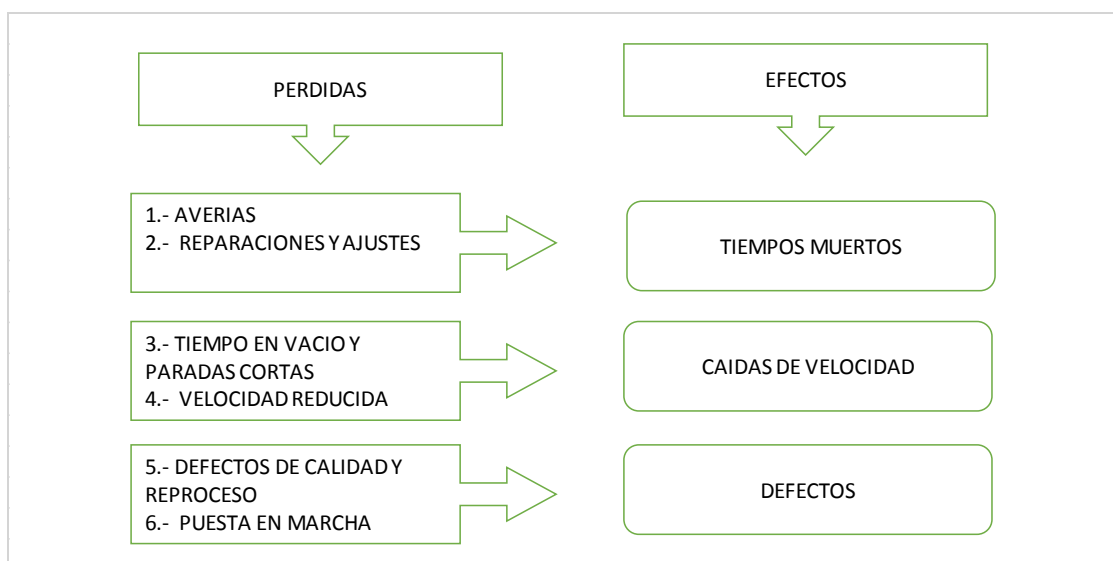 PERDIDAS
EFECTOS
1.- AVERIAS
2.- REPARACIONES Y AJUSTES
TIEMPOS MUERTOS
3.- TIEMPO EN VACIO Y
PARADAS CORTAS
4.- VELOCIDAD REDUCIDA
CAIDAS DE VELOCIDAD
5.- DEFECTOS DE CALIDAD Y
REPROCESO
6.- PUESTA EN MARCHA
DEFECTOS